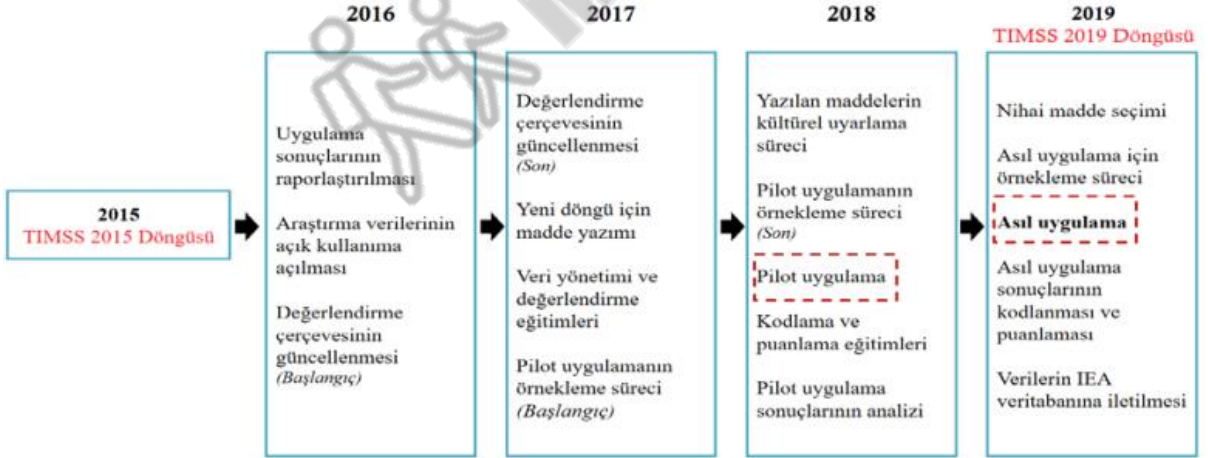 2015
TIMSS 2015 Döngüsü
2016
Uygulama
sonuçlarının
raporlaştırılması
Araştırma verilerinin
açık kullanıma
açılması
Değerlendirme
çerçevesinin
güncellenmesi
(Başlangıç)
2017
Değerlendirme
çerçevesinin
güncellenmesi
(Son)
Yeni döngü için
madde yazımı
Veri yönetimi ve
değerlendirme
eğitimleri
Pilot uygulamanın
örnekleme süreci
(Başlangıç)
2018
Yazılan maddelerin
kültürel uyarlama
süreci
Pilot uygulamanın
örnekleme süreci
(Son)
Pilot uygulama
Kodlama ve
puanlama eğitimleri
Pilot uygulama
sonuçlarının analizi
2019
TIMSS 2019 Döngüsü
Nihai madde seçimi
Asıl uygulama için
örnekleme süreci
Asıl uygulama
Asıl uygulama
sonuçlarının
kodlanması ve
puanlaması
Verilerin IEA
veritabanına iletilmesi